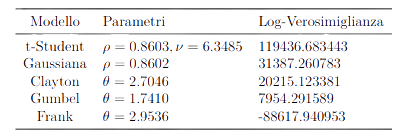 Modello Parametri Log-Verosimiglianza
t-Student ρ = 0.8603, ν = 6.3485 119436.683443
Gaussiana ρ = 0.8602 31387.260783
Clayton θ = 2.7046 20215.123381
Gumbel θ = 1.7410 7954.291589
Frank θ = 2.9536 -88617.940953